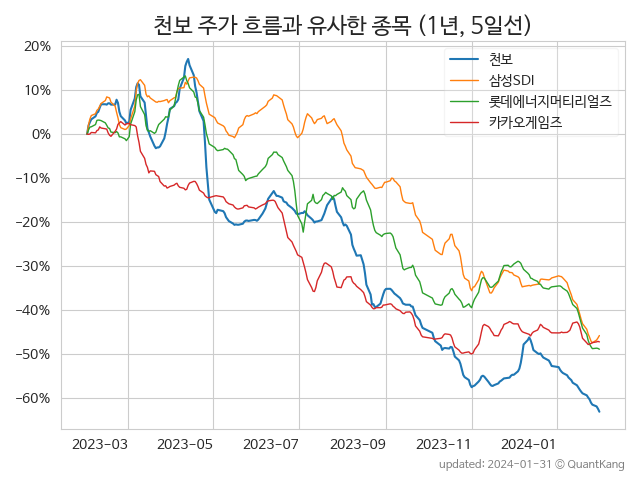 천보 주가 흐름과 유사한 종목 (1년, 5일선)
20%
10%
0%
−10%
−20%
−30%
−40%
−50%
−60%
천보
삼성SDI
롯데에너지머티리얼즈
카카오게임즈
2023-03 2023-05 2023-07 2023-09 2023-11 2024-01
updated: 2024-01-31 © QuantKang